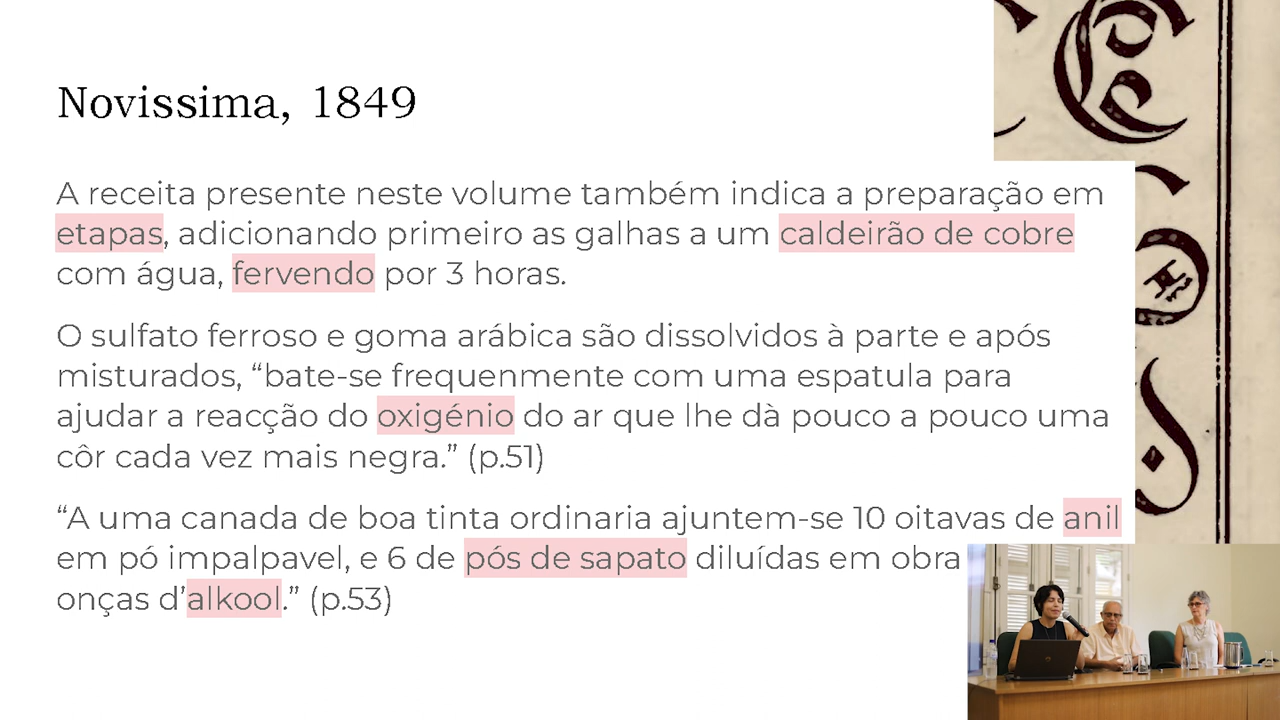 Novissima, 1849
A receita presente neste volume também indica a preparação em
etapas, adicionando primeiro as galhas a um caldeirão de cobre
com água, fervendo por 3 horas.
O sulfato ferroso e goma arábica são dissolvidos à parte e após
misturados, “bate-se frequenmente com uma espatula para
ajudar a reacção do oxigénio do ar que lhe dà pouco a pouco uma
côr cada vez mais negra.” (p.51)
“A uma canada de boa tinta ordinaria ajuntem-se 10 oitavas de anil
em pó impalpavel, e 6 de pós de sapato diluídas em obra
onças d’alkool.” (p.53)